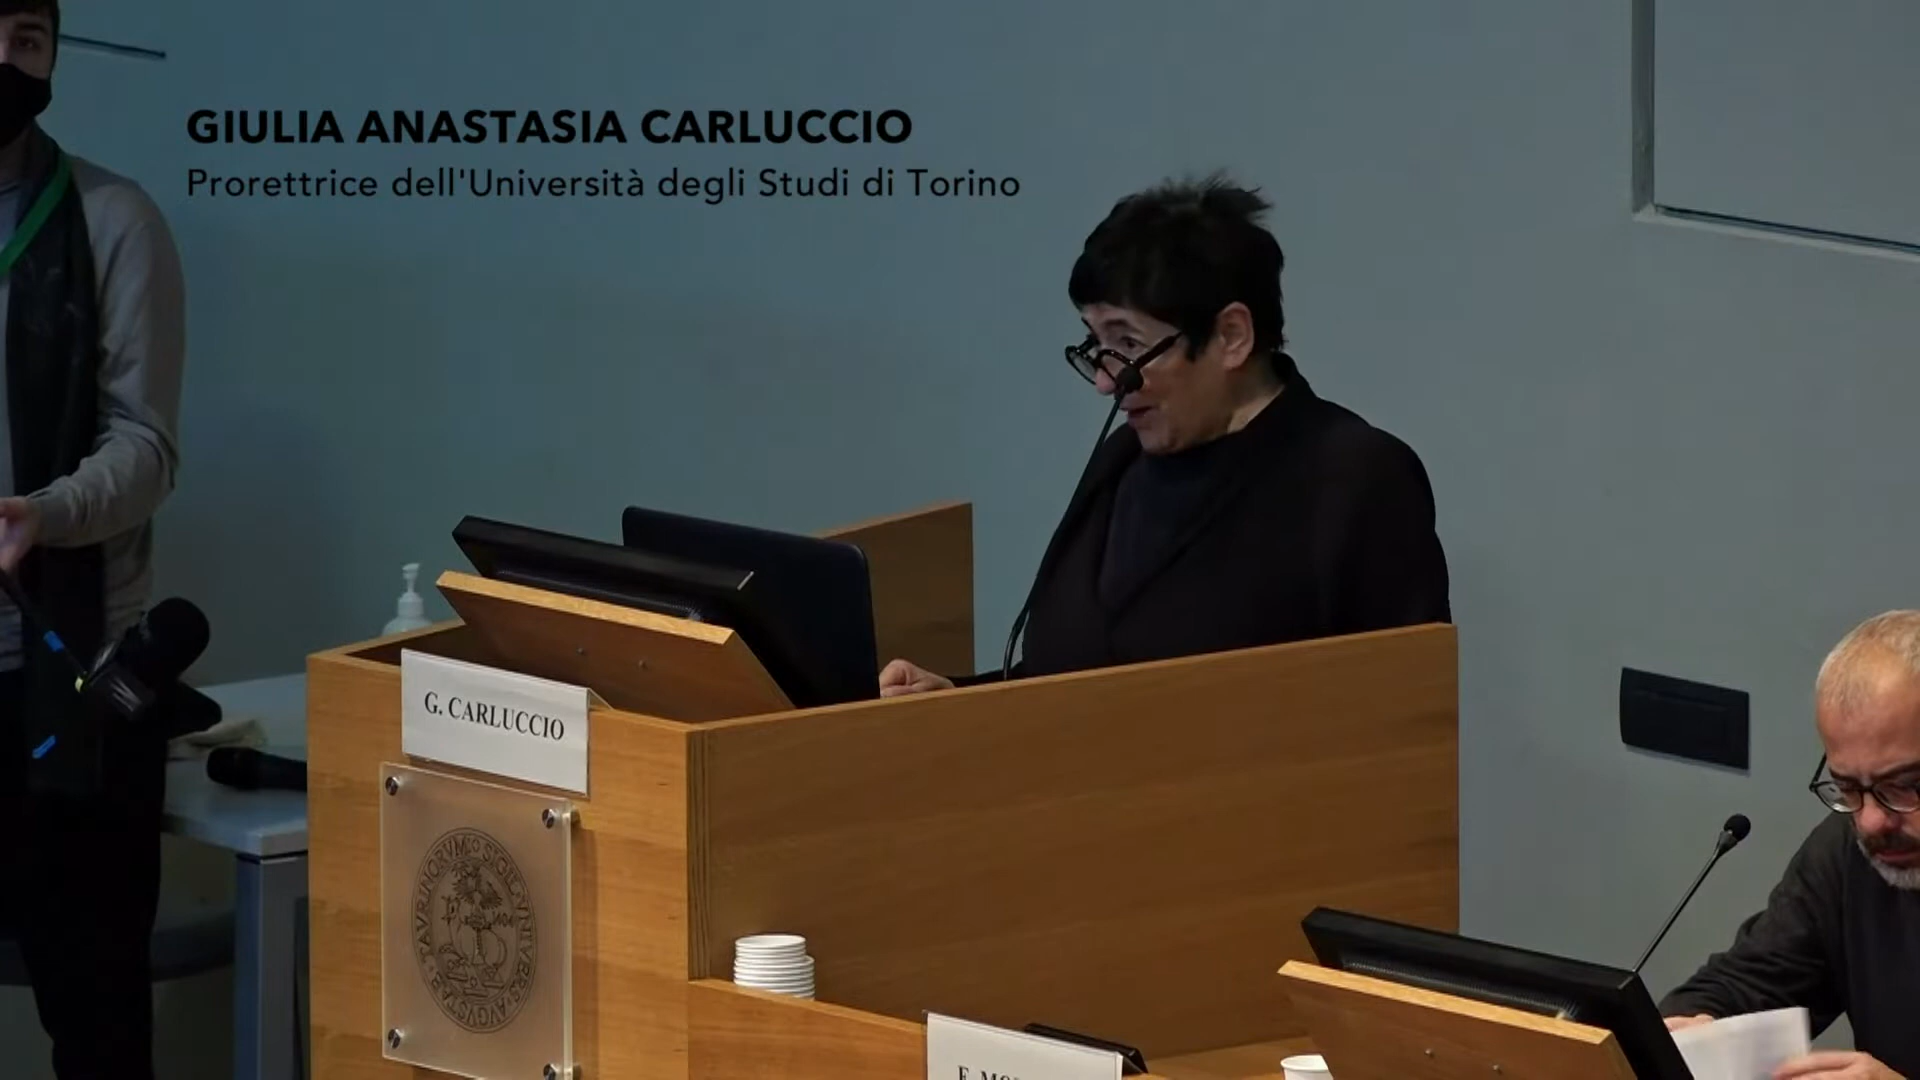 GIULIA ANASTASIA CARLUCCIO
Prorettrice dell'Università degli Studi di Torino
G. CARLUCCIO